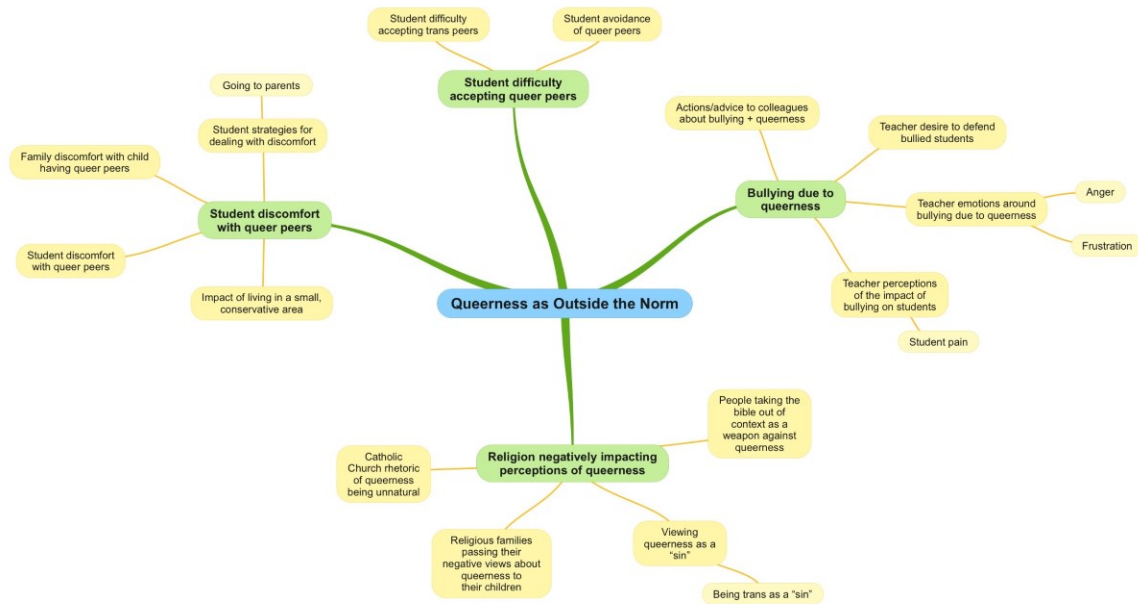 Student difficulty
accepting trans peers
Student avoidance
of queer peers
Student difficulty
accepting queer peers
Going to parents
Student strategies for
dealing with discomfort
Family discomfort with child
having queer peers
Student discomfort
with queer peers
Student discomfort
with queer peers
Impact of living in a small,
conservative area
Actions/advice to colleagues
about bullying + queerness
Teacher desire to defend
bullied students
Bullying due to
queerness
Teacher emotions around
bullying due to queerness
Anger
Frustration
Teacher perceptions
of the impact of
bullying on students
Student pain
Queerness as Outside the Norm
People taking the
bible out of
context as a
weapon against
queerness
Religion negatively impacting
perceptions of queerness
Catholic
Church rhetoric
of queerness
being unnatural
Religious families
passing their
negative views about
queerness to
their children
Viewing
queerness as a
“sin”
Being trans as a “sin”